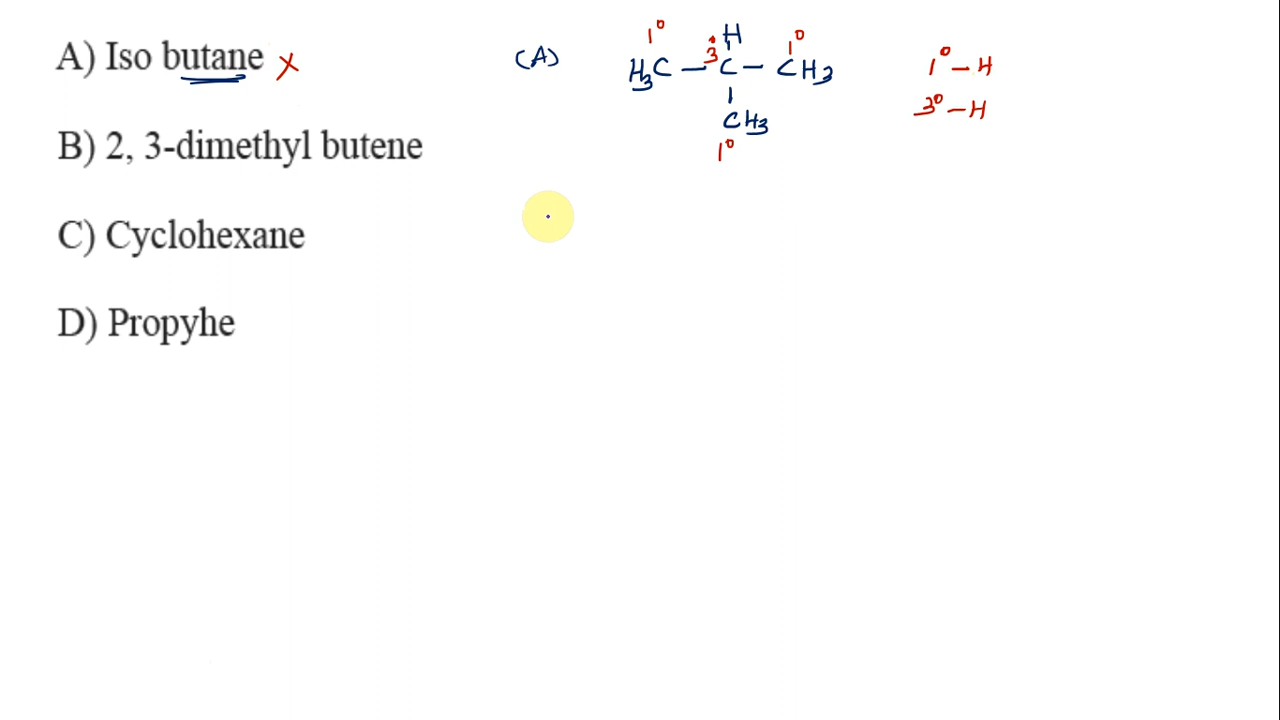 A) Iso butane x
B) 2, 3-dimethyl butene
C) Cyclohexane
D) Propyhe
(A)
1° 3° H 1°
H3C – C – CH3
CH3
1°
1° – H
3° – H